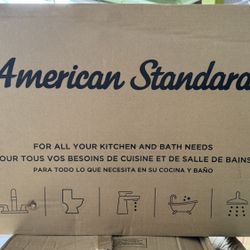 American Standard
FOR ALL YOUR KITCHEN AND BATH NEEDS
POUR TOUS VOS BESOINS DE CUISINE ET DE SALLE DE BAINS
PARA TODO LO QUE NECESITA EN SU COCINA Y BAÑO